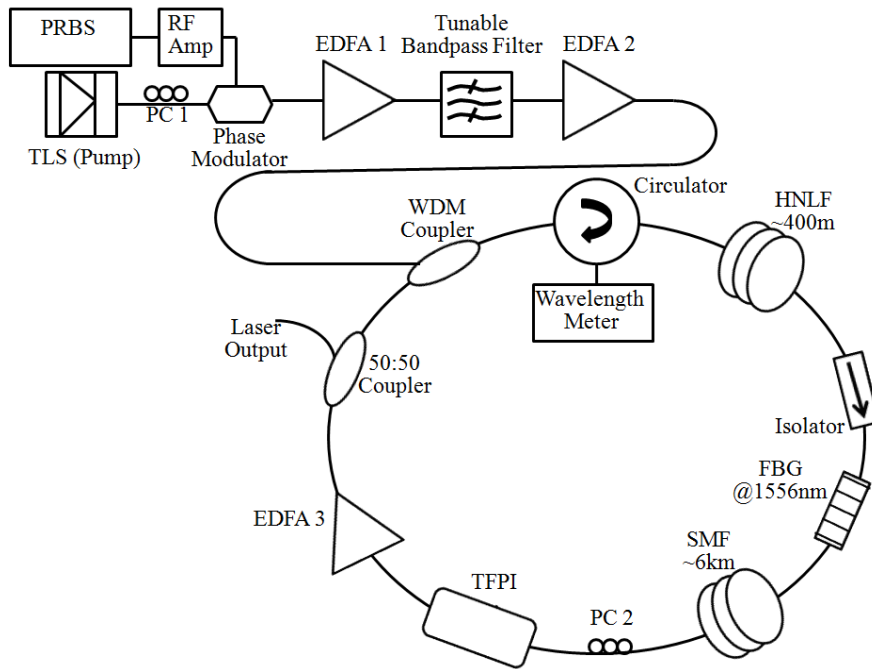 PRBS
RF
Amp
EDFA 1
Tunable
Bandpass Filter
EDFA 2
PC 1
TLS (Pump)
Phase
Modulator
Circulator
HNLF
~400m
WDM
Coupler
Wavelength
Meter
Laser
Output
50:50
Coupler
Isolator
FBG
@1556nm
EDFA 3
SMF
~6km
TFPI
PC 2